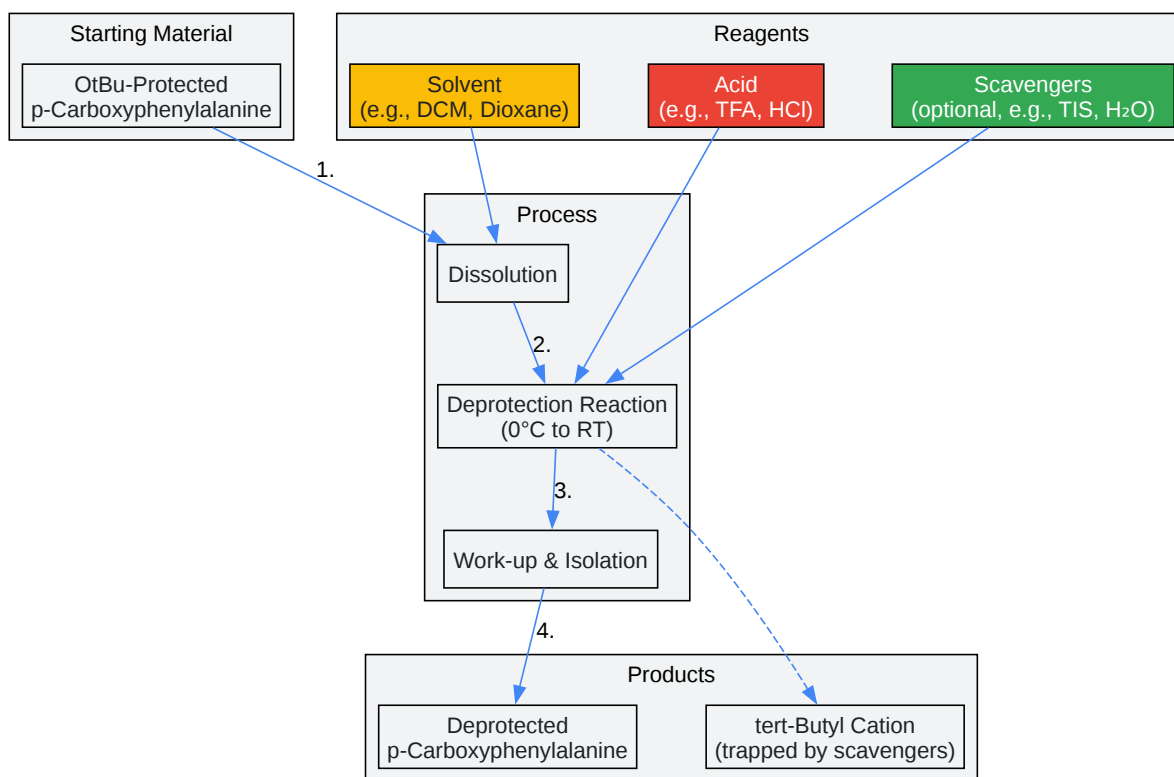 Starting Material
Reagents
OtBu-Protected
p-Carboxyphenylalanine
Solvent
(e.g., DCM, Dioxane)
Acid
(e.g., TFA, HCl)
Scavengers
(optional, e.g., TIS, H₂O)
1.
Process
Dissolution
2.
Deprotection Reaction
(0°C to RT)
3.
Work-up & Isolation
4.
Products
Deprotected
p-Carboxyphenylalanine
tert-Butyl Cation
(trapped by scavengers)